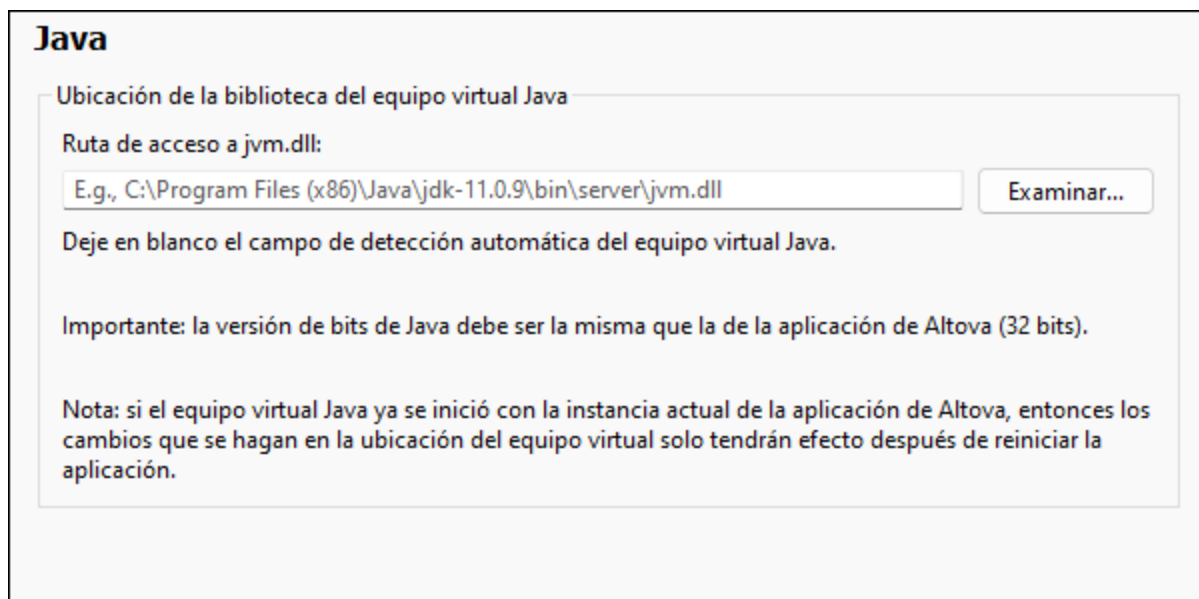 Java
Ubicación de la biblioteca del equipo virtual Java
Ruta de acceso a jvm.dll:
E.g., C:\Program Files (x86)\Java\jdk-11.0.9\bin\server\jvm.dll
Examinar...
Deje en blanco el campo de detección automática del equipo virtual Java.
Importante: la versión de bits de Java debe ser la misma que la de la aplicación de Altova (32 bits).
Nota: si el equipo virtual Java ya se inició con la instancia actual de la aplicación de Altova, entonces los
cambios que se hagan en la ubicación del equipo virtual solo tendrán efecto después de reiniciar la
aplicación.